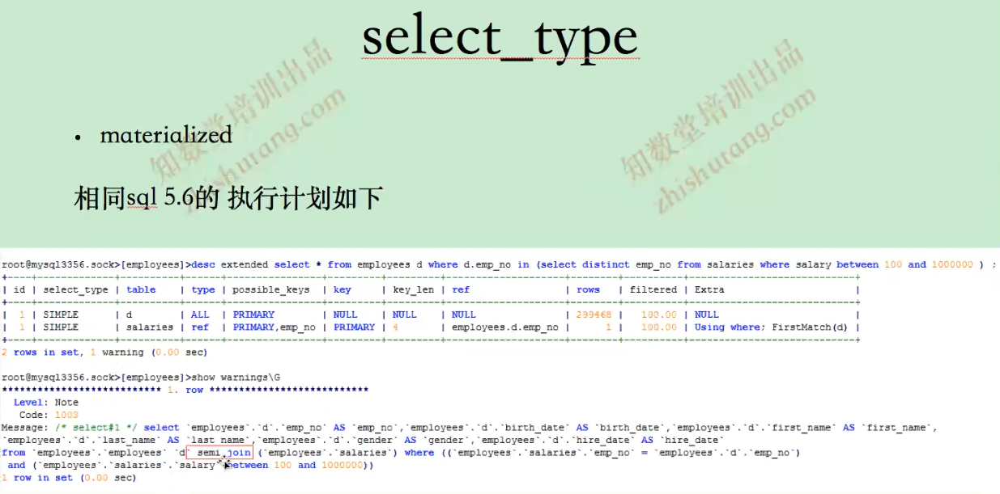 select_type
• materialized
相同sql 5.6的 执行计划如下
知数堂培训出品
zhishutang.com
知数堂培训出品
zhishutang.com
root@mysql3356.sock>[employees]>desc extended select * from employees d where d.emp_no in (select distinct emp_no from salaries where salary between 100 and 1000000 ) ;
| id | select_type | table | type | possible_keys | key | key_len | ref | rows | filtered | Extra |
| 1 | SIMPLE | d | ALL | PRIMARY | NULL | NULL | NULL | 299468 | 100.00 | NULL |
| 1 | SIMPLE | salaries | ref | PRIMARY,emp_no | PRIMARY | 4 | employees.d.emp_no | 1 | 100.00 | Using where; FirstMatch(d) |
2 rows in set, 1 warning (0.00 sec)
root@mysql3356.sock>[employees]>show warnings\G
*************************** 1. row ***************************
Level: Note
Code: 1003
Message: /* select#1 */ select `employees`.`d`.`emp_no` AS `emp_no`,`employees`.`d`.`birth_date` AS `birth_date`,`employees`.`d`.`first_name` AS `first_name`,
`employees`.`d`.`last_name` AS `last_name`,`employees`.`d`.`gender` AS `gender`,`employees`.`d`.`hire_date` AS `hire_date`
from `employees`.`employees` `d` semi join (`employees`.`salaries`) where ((`employees`.`salaries`.`emp_no` = `employees`.`d`.`emp_no`)
and (`employees`.`salaries`.`salary` between 100 and 1000000))
1 row in set (0.00 sec)